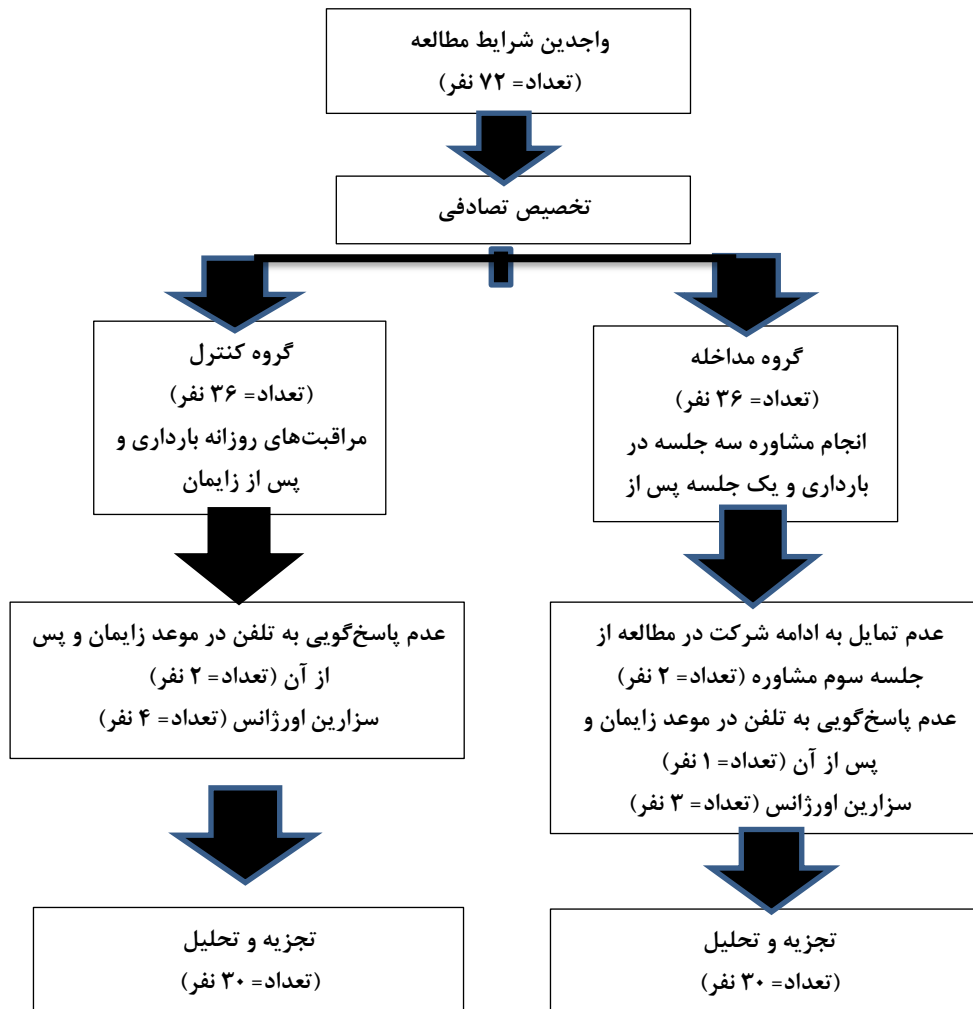 واجدین شرایط مطالعه
(تعداد= ۷۲ نفر)
تخصیص تصادفی
گروه مداخله
(تعداد= ۳۶ نفر)
انجام مشاوره سه جلسه در
بارداری و یک جلسه پس از
گروه کنترل
(تعداد= ۳۶ نفر)
مراقبت‌های روزانه بارداری و
پس از زایمان
عدم تمایل به ادامه شرکت در مطالعه از
جلسه سوم مشاوره (تعداد= ۲ نفر)
عدم پاسخ‌گویی به تلفن در موعد زایمان و
پس از آن (تعداد= ۱ نفر)
سزارین اورژانس (تعداد= ۳ نفر)
عدم پاسخ‌گویی به تلفن در موعد زایمان و پس
از آن (تعداد= ۲ نفر)
سزارین اورژانس (تعداد= ۴ نفر)
تجزیه و تحلیل
(تعداد= ۳۰ نفر)
تجزیه و تحلیل
(تعداد= ۳۰ نفر)